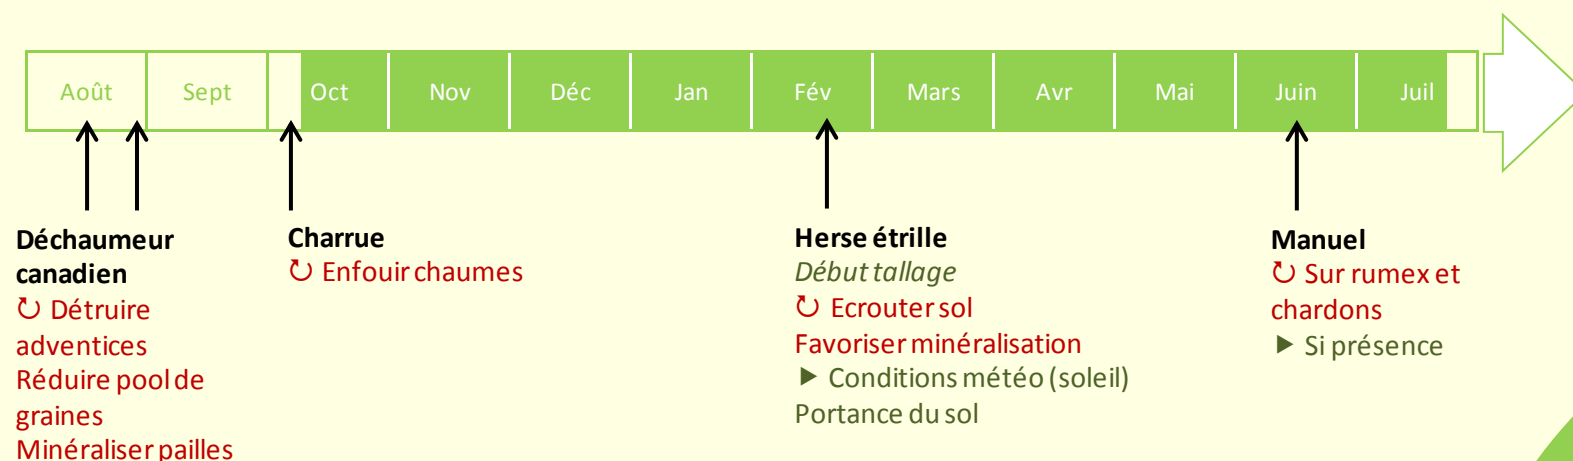 Août Sept Oct Nov Déc Jan Fév Mars Avr Mai Juin Juil
Déchaumeur
canadien
↻ Détruire
adventices
Réduire pool de
graines
Minéraliser pailles
Charrue
↻ Enfouir chaumes
Herse étrille
Début tallage
↻ Ecrouter sol
Favoriser minéralisation
► Conditions météo (soleil)
Portance du sol
Manuel
↻ Sur rumex et
chardons
► Si présence